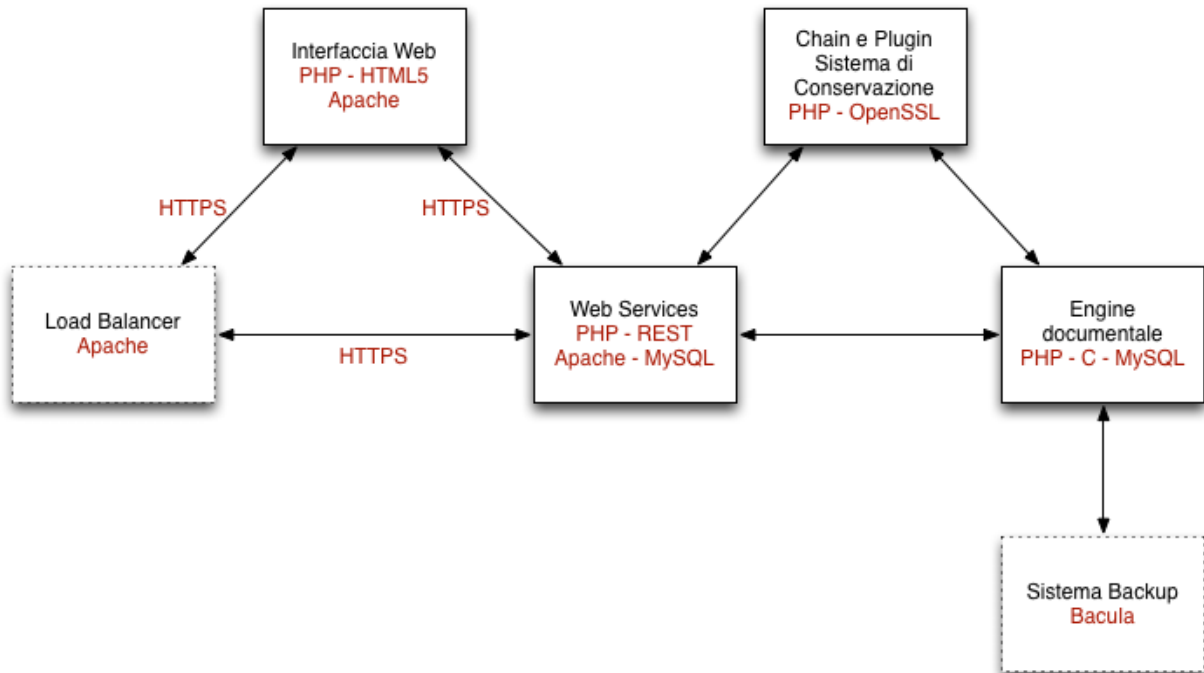 Interfaccia Web
PHP - HTML5
Apache
Chain e Plugin
Sistema di
Conservazione
PHP - OpenSSL
HTTPS
HTTPS
Load Balancer
Apache
HTTPS
Web Services
PHP - REST
Apache - MySQL
Engine
documentale
PHP - C - MySQL
Sistema Backup
Bacula